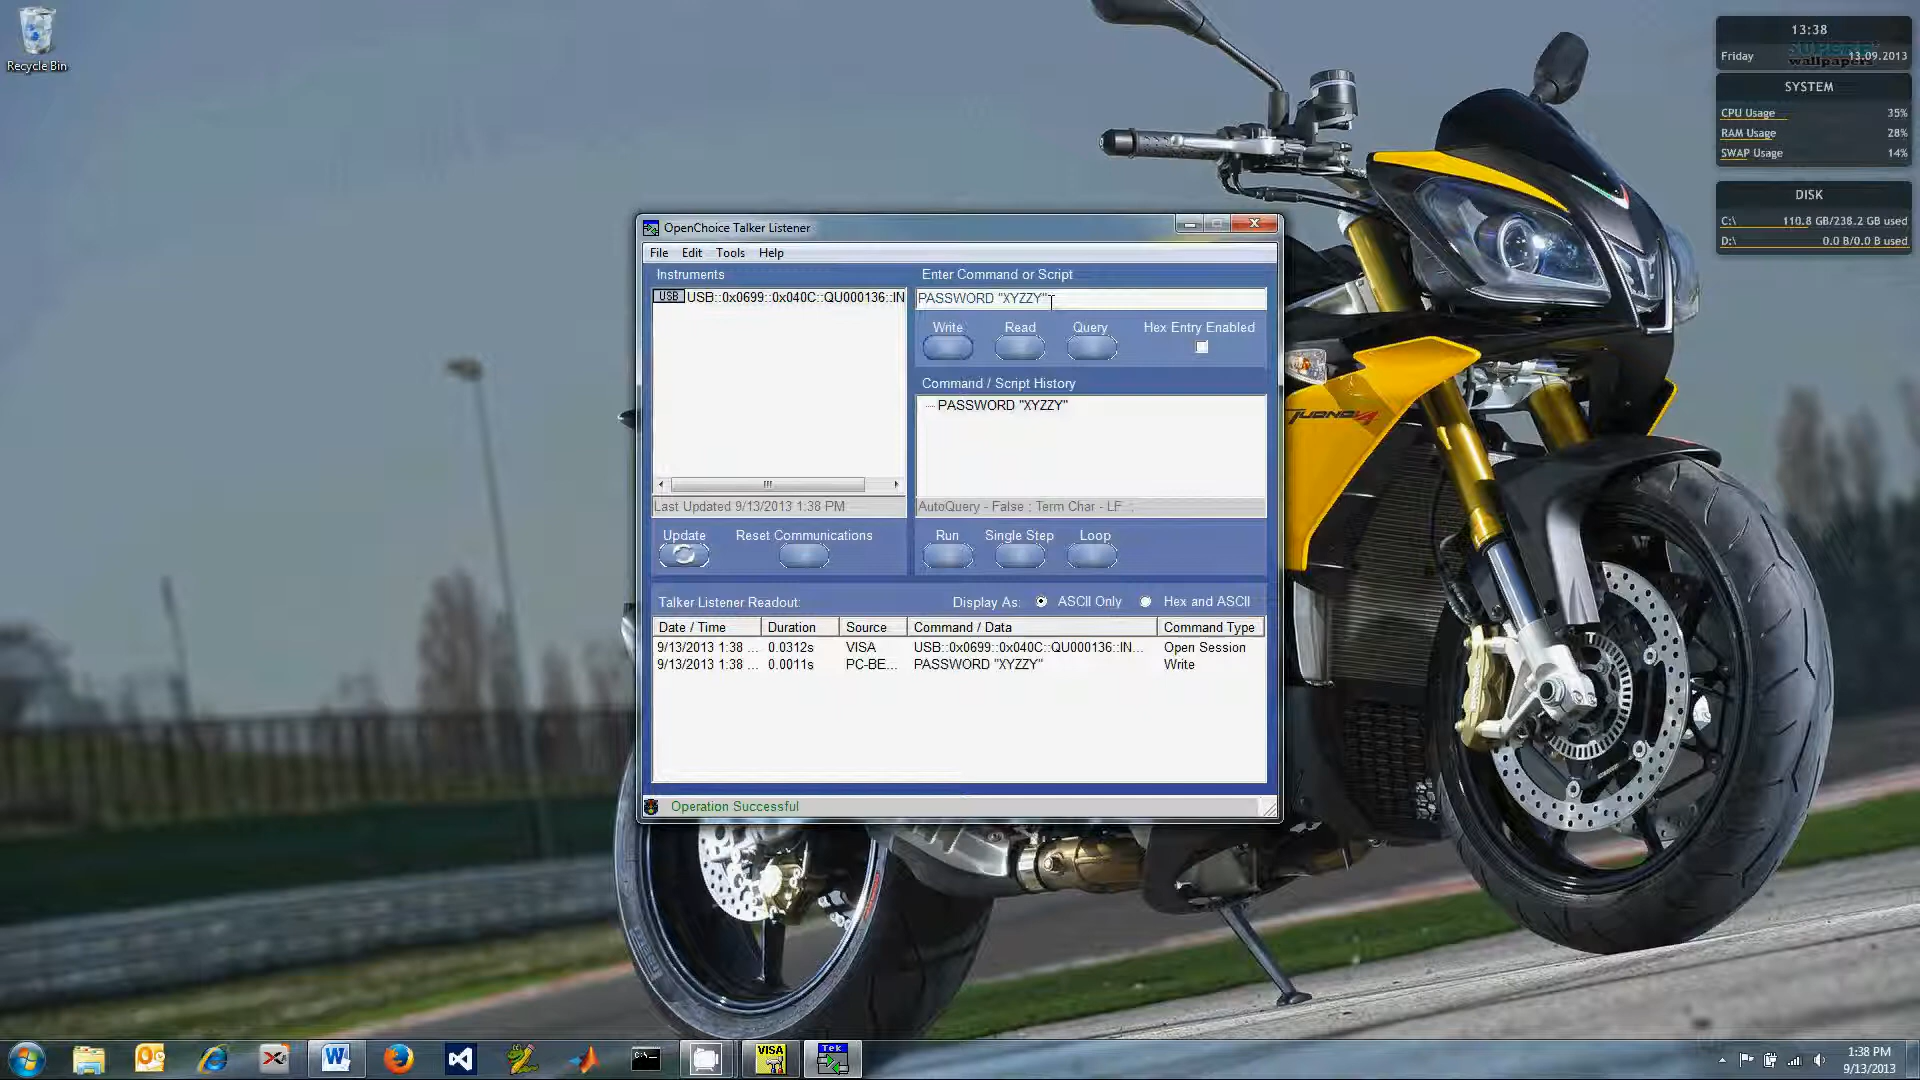 Recycle Bin
13:38
Friday
13.09.2013
wallpapers
SYSTEM
CPU Usage 35%
RAM Usage 28%
SWAP Usage 14%
DISK
C:\ 110.8 GB/238.2 GB used
D:\ 0.0 B/0.0 B used
OpenChoice Talker Listener
File Edit Tools Help
Instruments
USB USB::0x0699::0x040C::QU000136::IN
Last Updated 9/13/2013 1:38 PM
Update Reset Communications
Enter Command or Script
PASSWORD "XYZZY"
Write Read Query Hex Entry Enabled
Command / Script History
PASSWORD "XYZZY"
AutoQuery - False ; Term Char - LF ;
Run Single Step Loop
Talker Listener Readout: Display As: ASCII Only Hex and ASCII
Date / Time Duration Source Command / Data Command Type
9/13/2013 1:38 ... 0.0312s VISA USB::0x0699::0x040C::QU000136::IN... Open Session
9/13/2013 1:38 ... 0.0011s PC-BE... PASSWORD "XYZZY" Write
Operation Successful
VISA
Tek
C:\
1:38 PM
9/13/2013